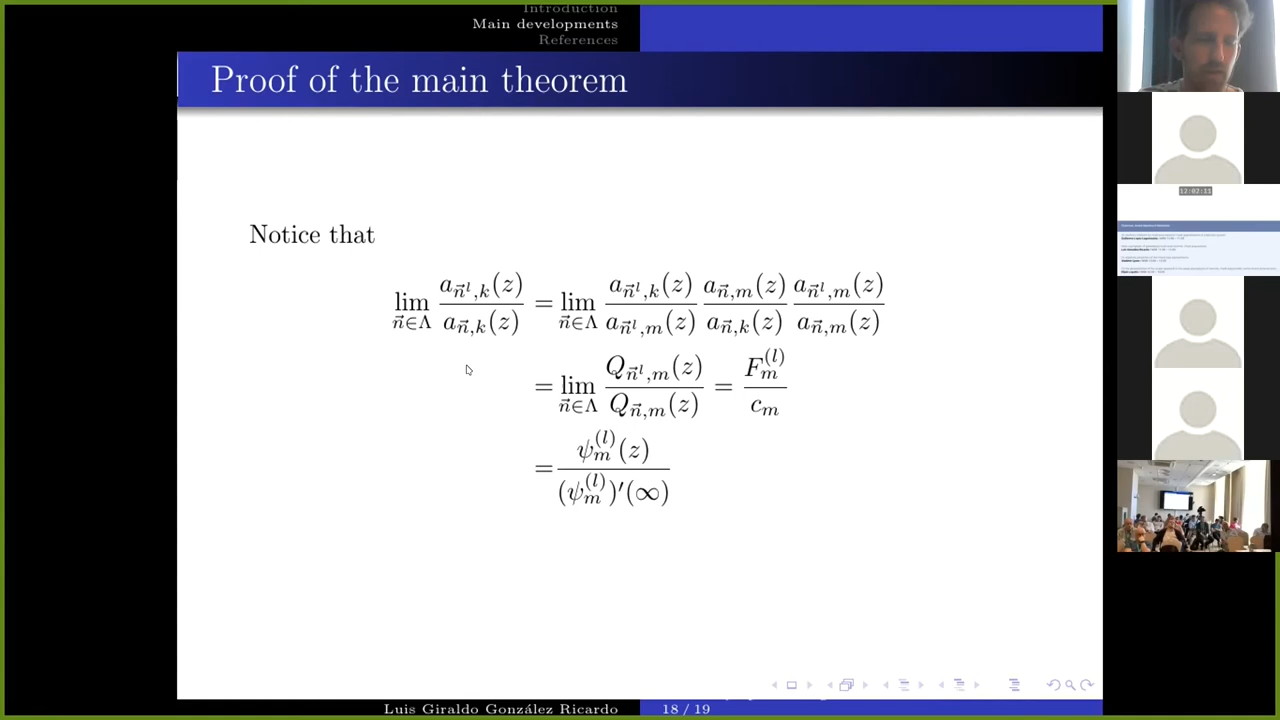 Introduction
Main developments
References
Proof of the main theorem
Notice that
lim_{\vec{n}∈Λ} a_{\vec{n}^l,k}(z) / a_{\vec{n},k}(z) = lim_{\vec{n}∈Λ} a_{\vec{n}^l,k}(z) / a_{\vec{n}^l,m}(z) a_{\vec{n},m}(z) / a_{\vec{n},k}(z) a_{\vec{n}^l,m}(z) / a_{\vec{n},m}(z)
= lim_{\vec{n}∈Λ} Q_{\vec{n}^l,m}(z) / Q_{\vec{n},m}(z) = F_m^{(l)} / c_m
= ψ_m^{(l)}(z) / (ψ_m^{(l)})′(∞)
Luis Giraldo González Ricardo
18 / 19